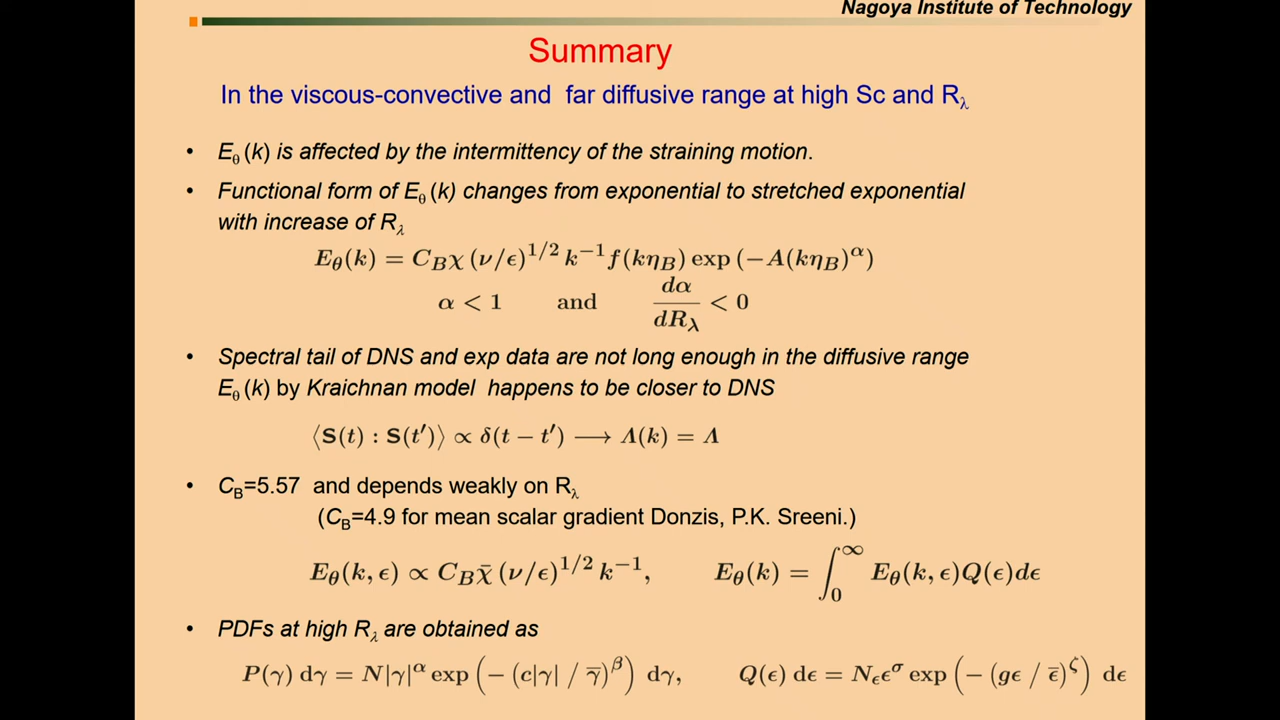 Nagoya Institute of Technology
Summary
In the viscous-convective and far diffusive range at high Sc and R_λ
• E_θ (k) is affected by the intermittency of the straining motion.
• Functional form of E_θ (k) changes from exponential to stretched exponential
with increase of R_λ
E_θ(k) = C_B χ (ν/ϵ)^{1/2} k^{−1} f(kη_B) exp (−A(kη_B)^α)
α < 1 and dα/dR_λ < 0
• Spectral tail of DNS and exp data are not long enough in the diffusive range
E_θ (k) by Kraichnan model happens to be closer to DNS
⟨S(t) : S(t′)⟩ ∝ δ(t − t′) ⟶ Λ(k) = Λ
• C_B=5.57 and depends weakly on R_λ
(C_B=4.9 for mean scalar gradient Donzis, P.K. Sreeni.)
E_θ(k, ϵ) ∝ C_B χ̄ (ν/ϵ)^{1/2} k^{−1}, E_θ(k) = ∫_0^∞ E_θ(k, ϵ)Q(ϵ)dϵ
• PDFs at high R_λ are obtained as
P(γ) dγ = N|γ|^α exp (− (c|γ| / γ̄)^β) dγ, Q(ϵ) dϵ = N_ϵ ϵ^σ exp (− (gϵ / ϵ̄)^ζ) dϵ